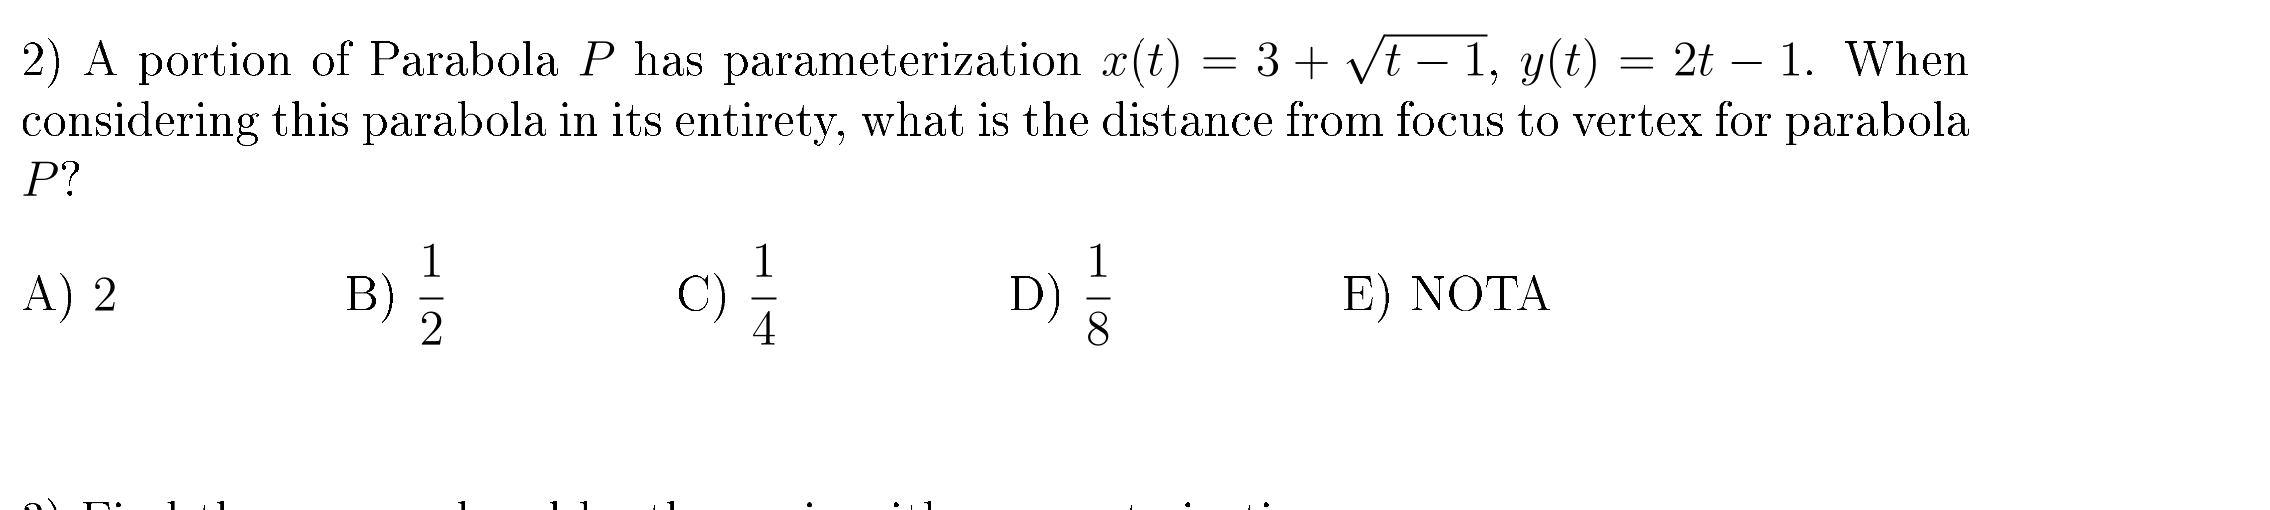 2) A portion of Parabola P has parameterization x(t) = 3 + √(t − 1), y(t) = 2t − 1. When
considering this parabola in its entirety, what is the distance from focus to vertex for parabola
P?
A) 2 B) 1/2 C) 1/4 D) 1/8 E) NOTA